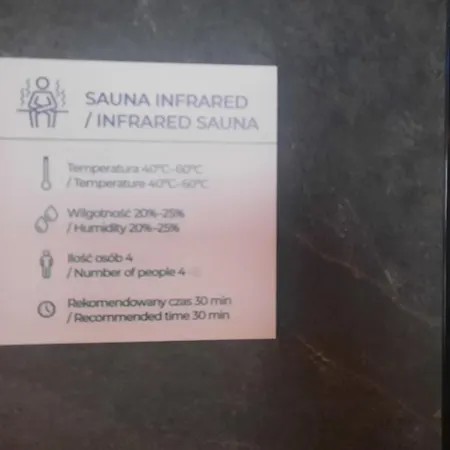 SAUNA INFRARED
/ INFRARED SAUNA
Temperatura 40°C-60°C
/ Temperature 40°C-60°C
Wilgotność 20%-25%
/ Humidity 20%-25%
Ilość osób 4
/ Number of people 4
Rekomendowany czas 30 min
/ Recommended time 30 min